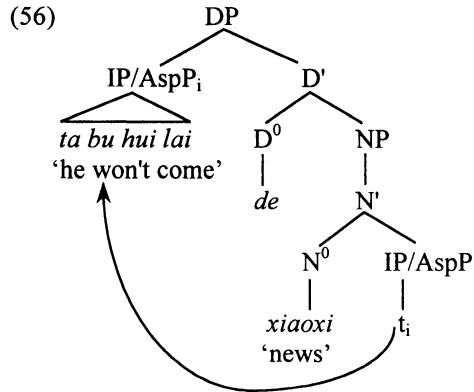 (56) DP
IP/AspPi D'
ta bu hui lai D⁰ NP
'he won't come'
de N'
N⁰ IP/AspP
xiaoxi ti
'news'